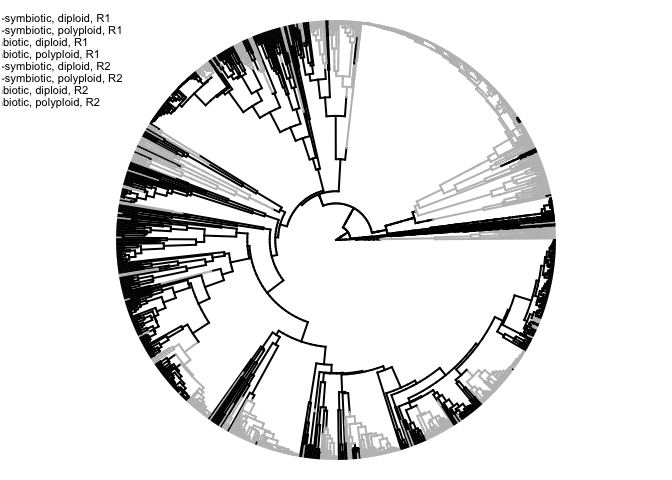 -symbiotic, diploid, R1
-symbiotic, polyploid, R1
biotic, diploid, R1
biotic, polyploid, R1
-symbiotic, diploid, R2
-symbiotic, polyploid, R2
biotic, diploid, R2
biotic, polyploid, R2